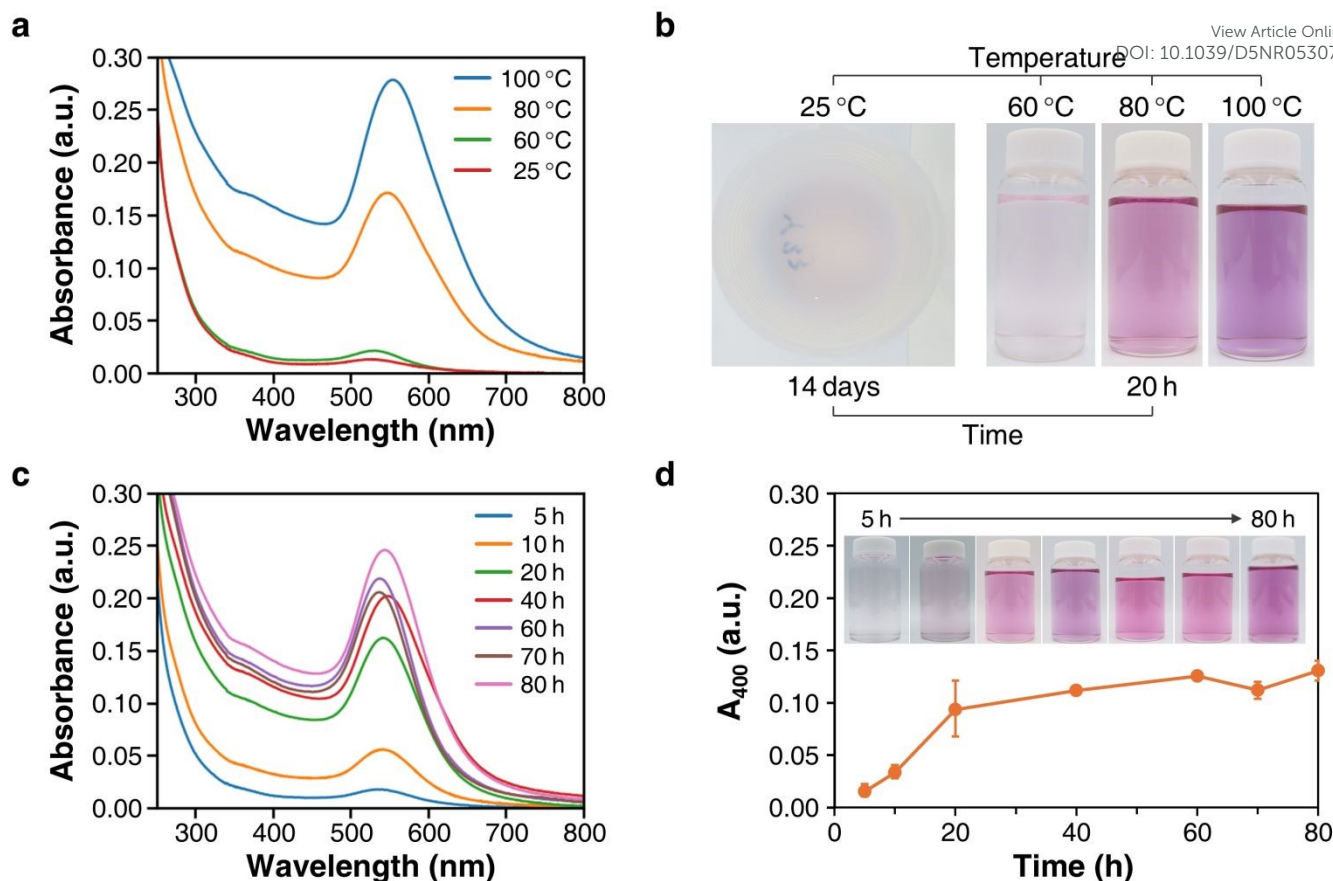 a
Absorbance (a.u.)
0.30
0.25
0.20
0.15
0.10
0.05
0.00
100 °C
80 °C
60 °C
25 °C
300 400 500 600 700 800
Wavelength (nm)
b
View Article Onlin
DOI: 10.1039/D5NR05307
Temperature
25 °C 60 °C 80 °C 100 °C
14 days 20 h
Time
c
Absorbance (a.u.)
0.30
0.25
0.20
0.15
0.10
0.05
0.00
5 h
10 h
20 h
40 h
60 h
70 h
80 h
300 400 500 600 700 800
Wavelength (nm)
d
A400 (a.u.)
0.30
0.25
0.20
0.15
0.10
0.05
0.00
5 h 80 h
0 20 40 60 80
Time (h)